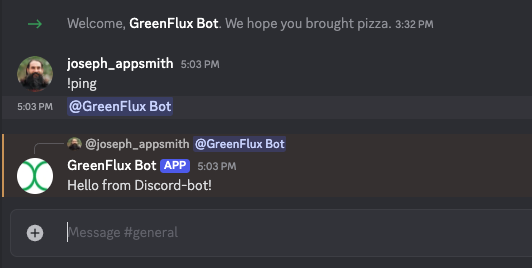 Welcome, GreenFlux Bot. We hope you brought pizza. 3:32 PM
joseph_appsmith 5:03 PM
!ping
5:03 PM @GreenFlux Bot
@joseph_appsmith @GreenFlux Bot
GreenFlux Bot APP 5:03 PM
Hello from Discord-bot!
Message #general